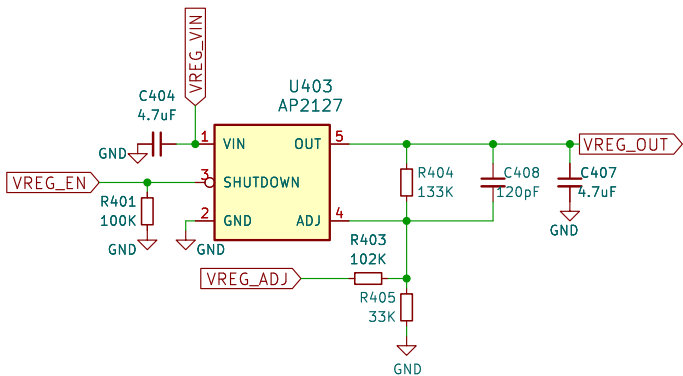 VREG_VIN
U403
AP2127
C404
4.7uF
GND
1
VIN
OUT
5
VREG_OUT
VREG_EN
3
SHUTDOWN
R401
100K
GND
2
GND
GND
ADJ
4
R404
133K
C408
120pF
C407
4.7uF
GND
R403
102K
VREG_ADJ
R405
33K
GND